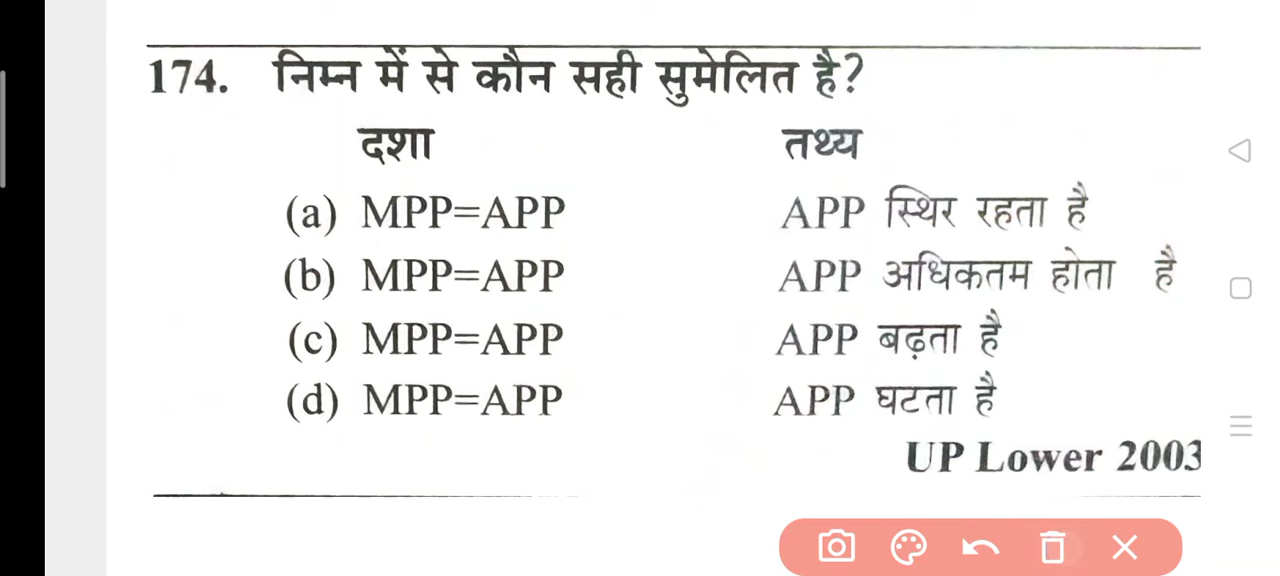 174. निम्न में से कौन सही सुमेलित है?
दशा तथ्य
(a) MPP=APP APP स्थिर रहता है
(b) MPP=APP APP अधिकतम होता है
(c) MPP=APP APP बढ़ता है
(d) MPP=APP APP घटता है
UP Lower 2003